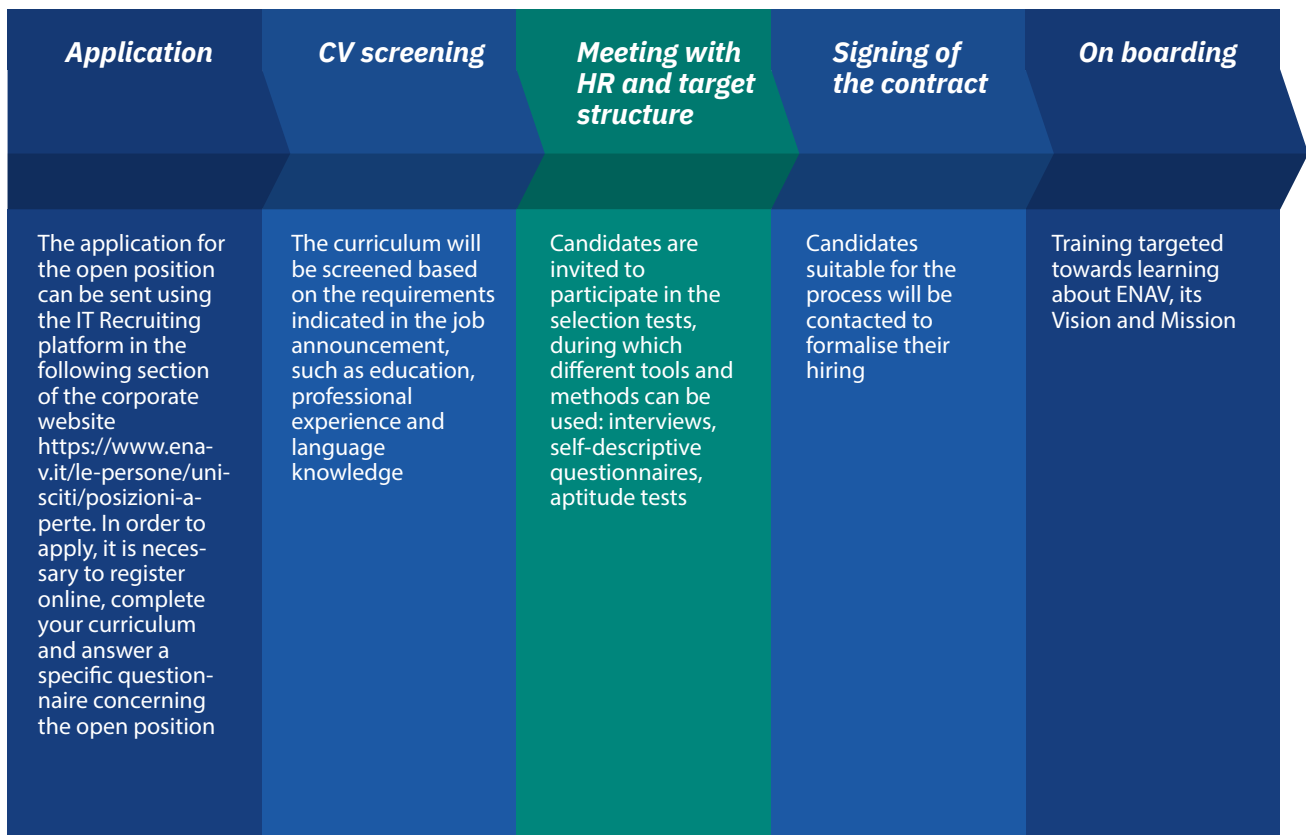 Application
The application for
the open position
can be sent using
the IT Recruiting
platform in the
following section
of the corporate
website
https://www.ena-
v.it/le-persone/uni-
sciti/posizioni-a-
perte. In order to
apply, it is neces-
sary to register
online, complete
your curriculum
and answer a
specific question-
naire concerning
the open position
CV screening
The curriculum will
be screened based
on the requirements
indicated in the job
announcement,
such as education,
professional
experience and
language
knowledge
Meeting with
HR and target
structure
Candidates are
invited to
participate in the
selection tests,
during which
different tools and
methods can be
used: interviews,
self-descriptive
questionnaires,
aptitude tests
Signing of
the contract
Candidates
suitable for the
process will be
contacted to
formalise their
hiring
On boarding
Training targeted
towards learning
about ENAV, its
Vision and Mission